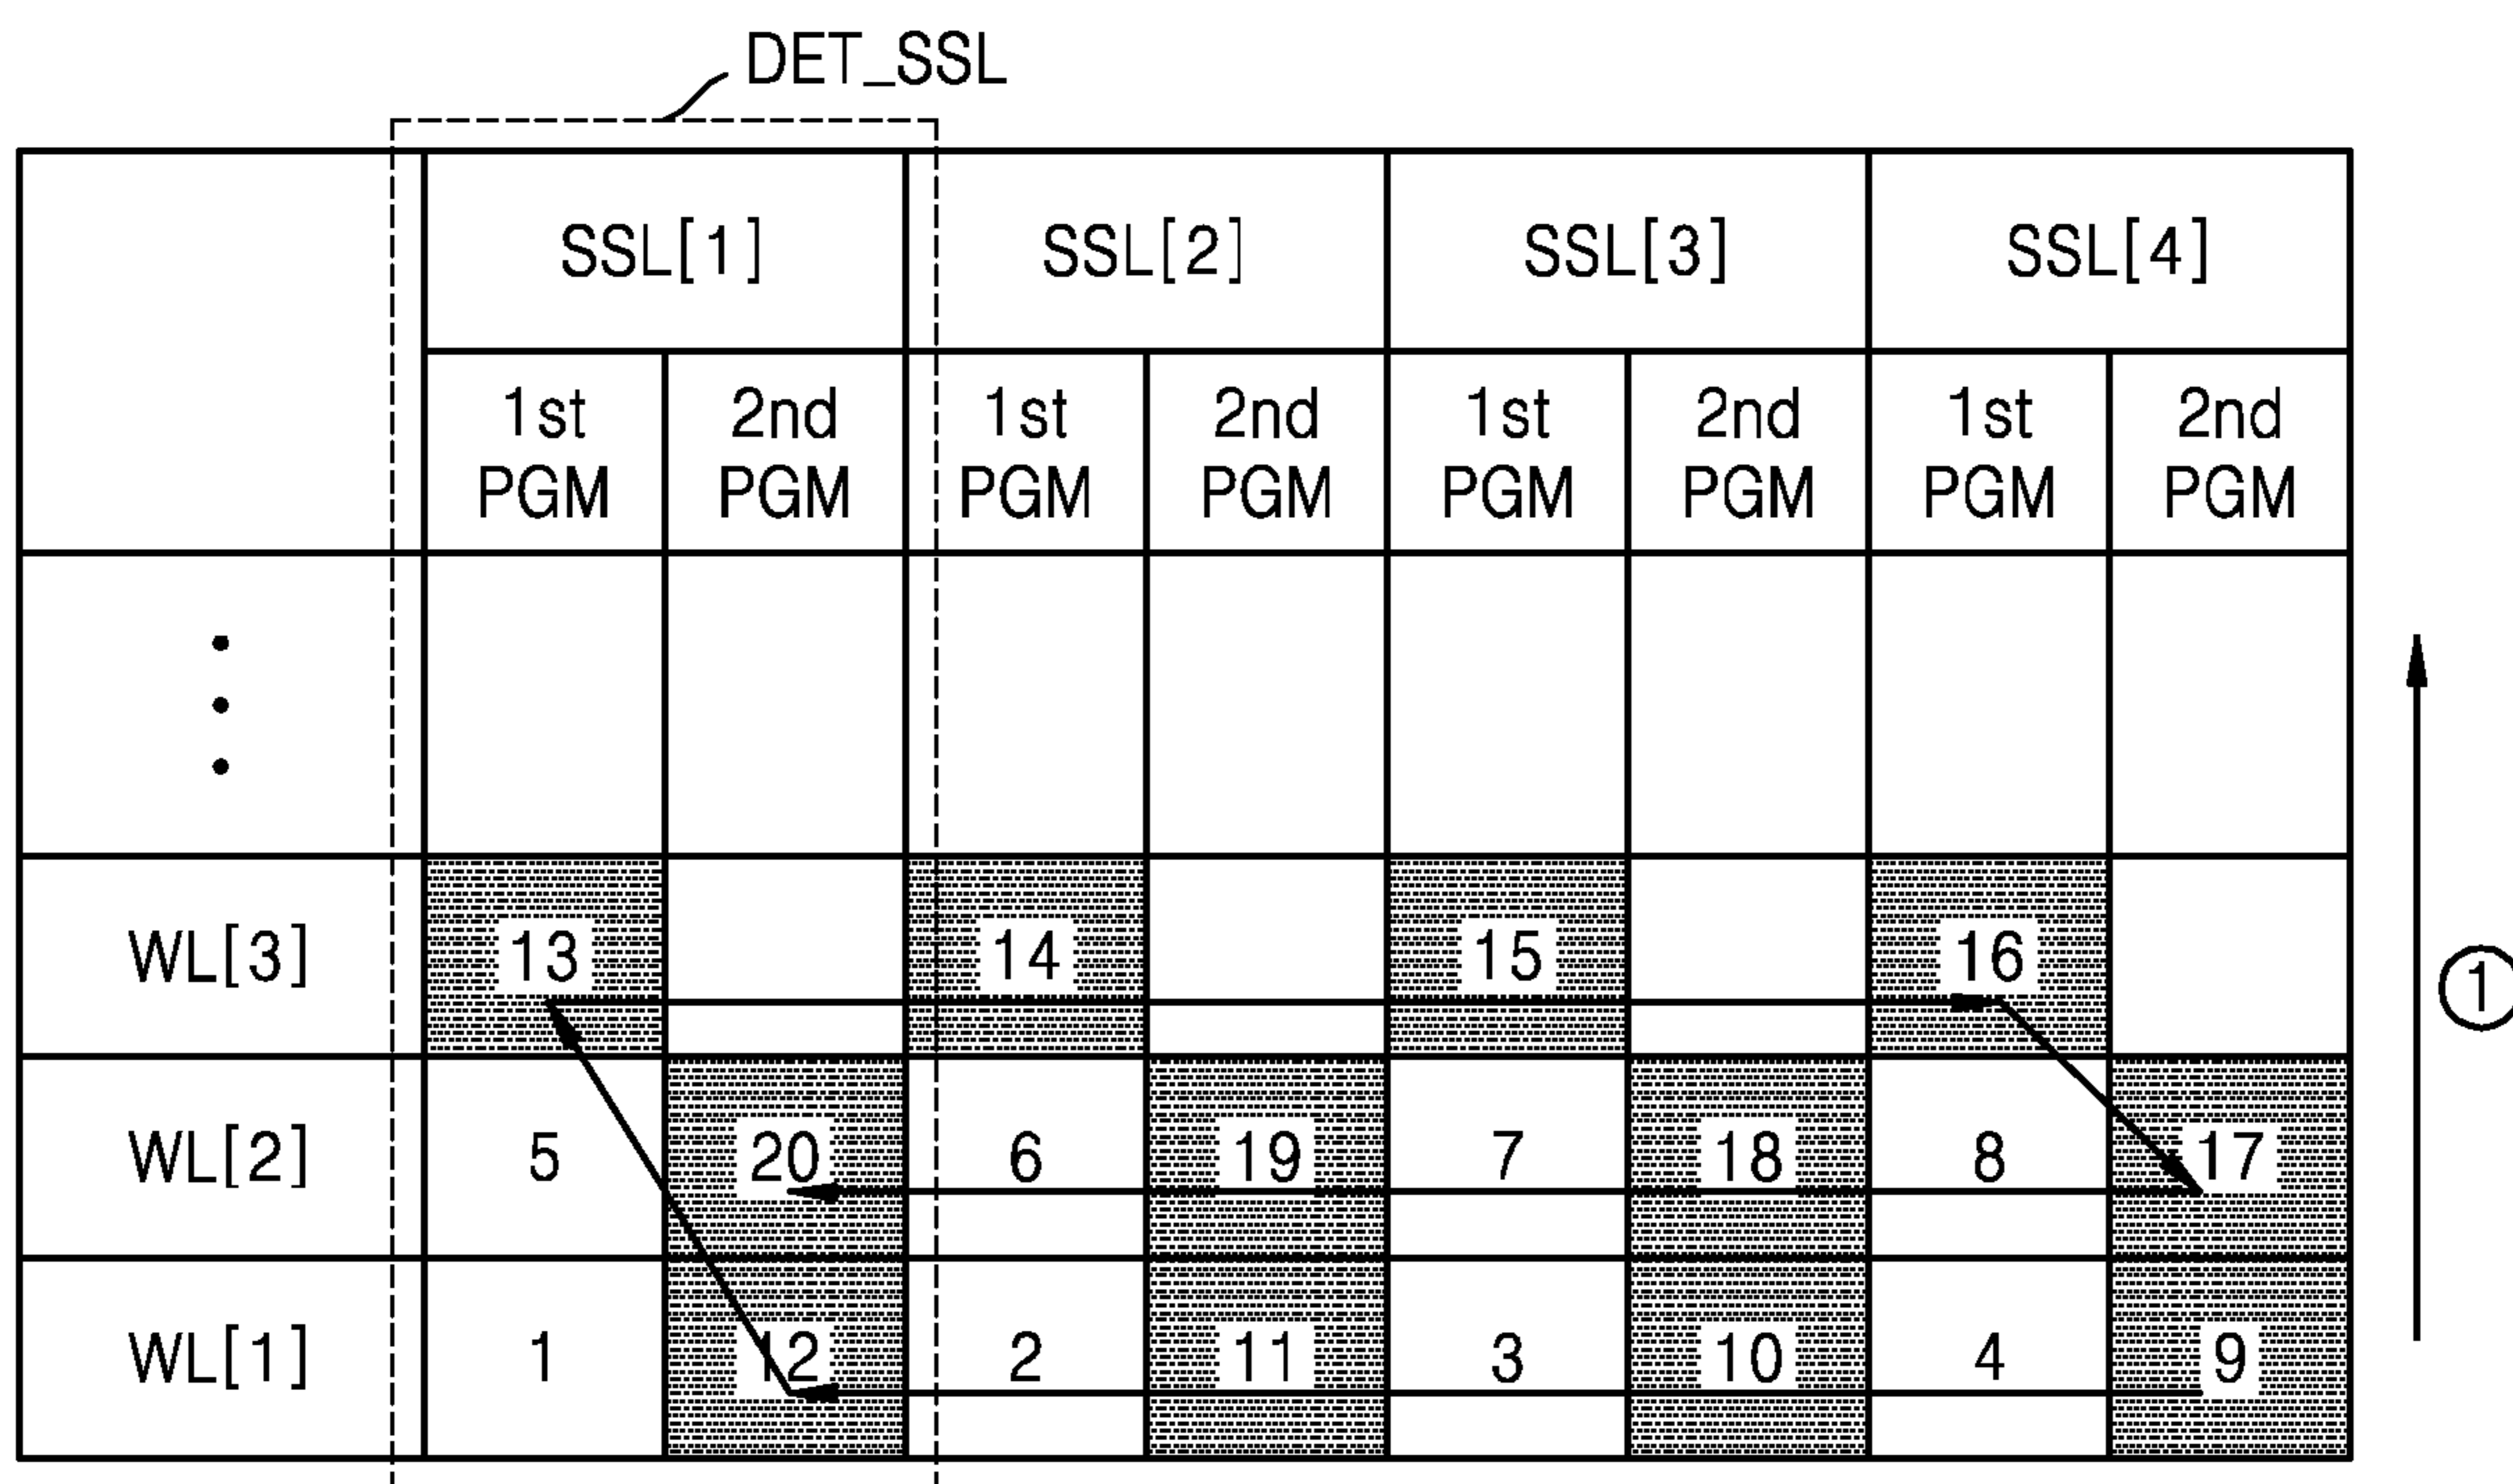 DET_SSL
SSL[1] SSL[2] SSL[3] SSL[4]
1st PGM 2nd PGM 1st PGM 2nd PGM 1st PGM 2nd PGM 1st PGM 2nd PGM
WL[3] 13 14 15 16
①
WL[2] 5 20 6 19 7 18 8 17
WL[1] 1 12 2 11 3 10 4 9